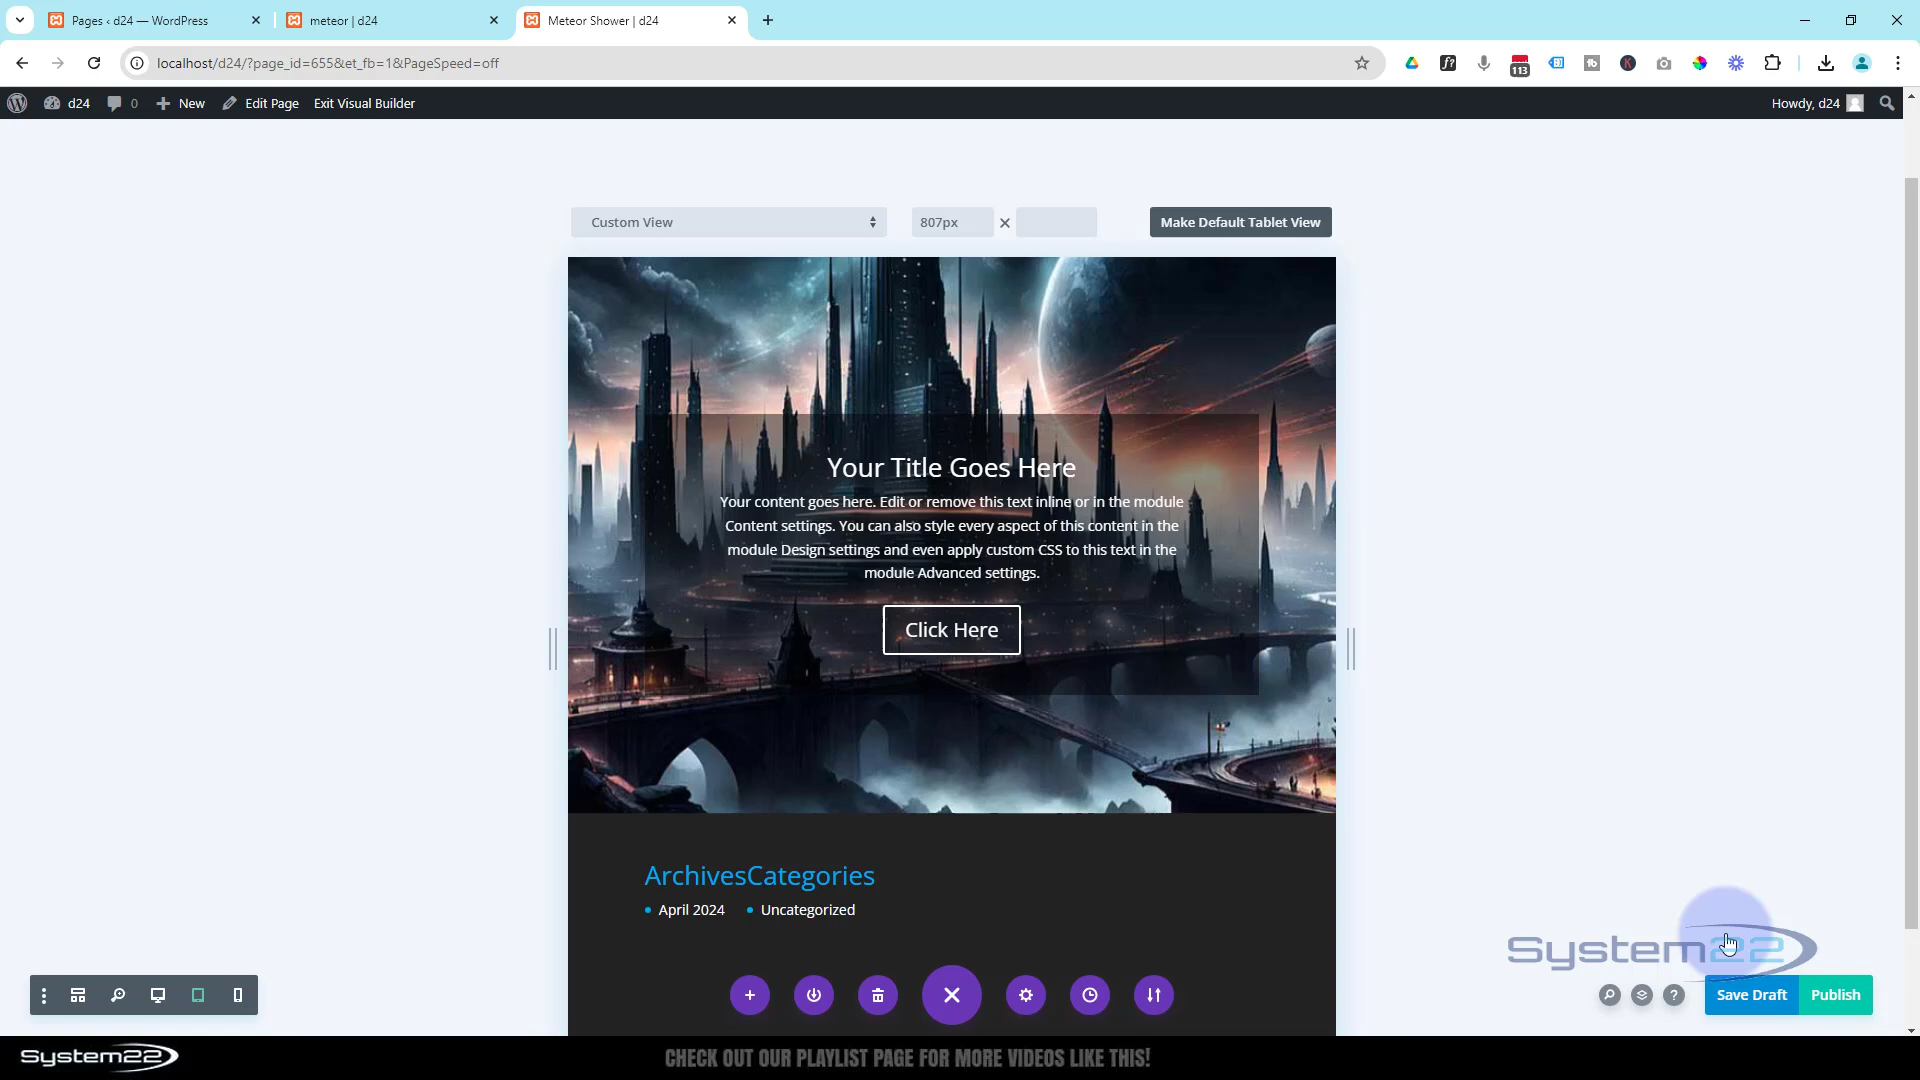 Pages ‹ d24 — WordPress
meteor | d24
Meteor Shower | d24
localhost/d24/?page_id=655&et_fb=1&PageSpeed=off
113
d24
0
New
Edit Page
Exit Visual Builder
Howdy, d24
Custom View
807px
Make Default Tablet View
Your Title Goes Here
Your content goes here. Edit or remove this text inline or in the module
Content settings. You can also style every aspect of this content in the
module Design settings and even apply custom CSS to this text in the
module Advanced settings.
Click Here
ArchivesCategories
April 2024
Uncategorized
System22
Save Draft
Publish
System22
CHECK OUT OUR PLAYLIST PAGE FOR MORE VIDEOS LIKE THIS!